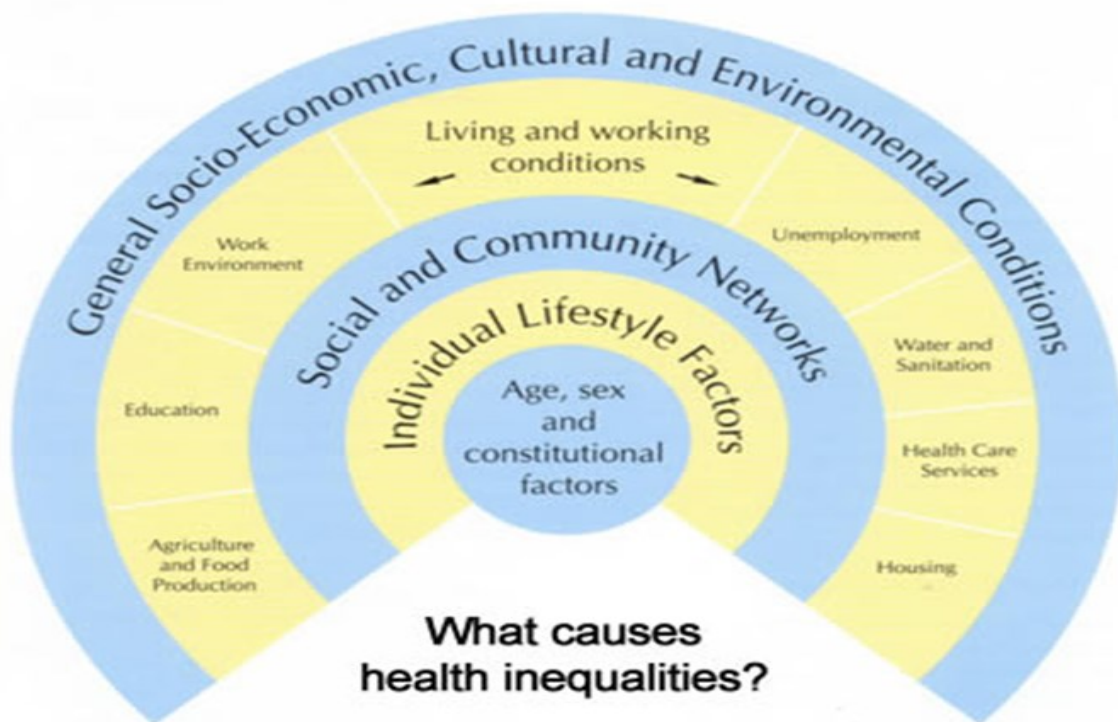 General Socio-Economic, Cultural and Environmental Conditions
Living and working
conditions
Work
Environment
Unemployment
Education
Water and
Sanitation
Agriculture
and Food
Production
Health Care
Services
Housing
Social and Community Networks
Individual Lifestyle Factors
Age, sex
and
constitutional
factors
What causes
health inequalities?